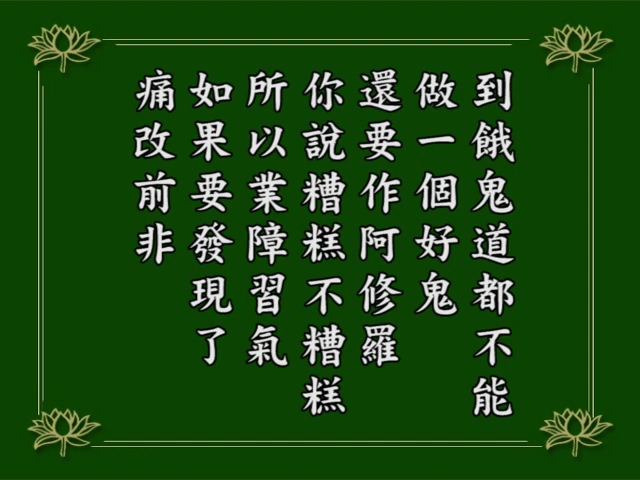 到餓鬼道都不能
做一個好鬼
還要作阿修羅
你說糟糕不糟糕
所以業障習氣
如果要發現了
痛改前非